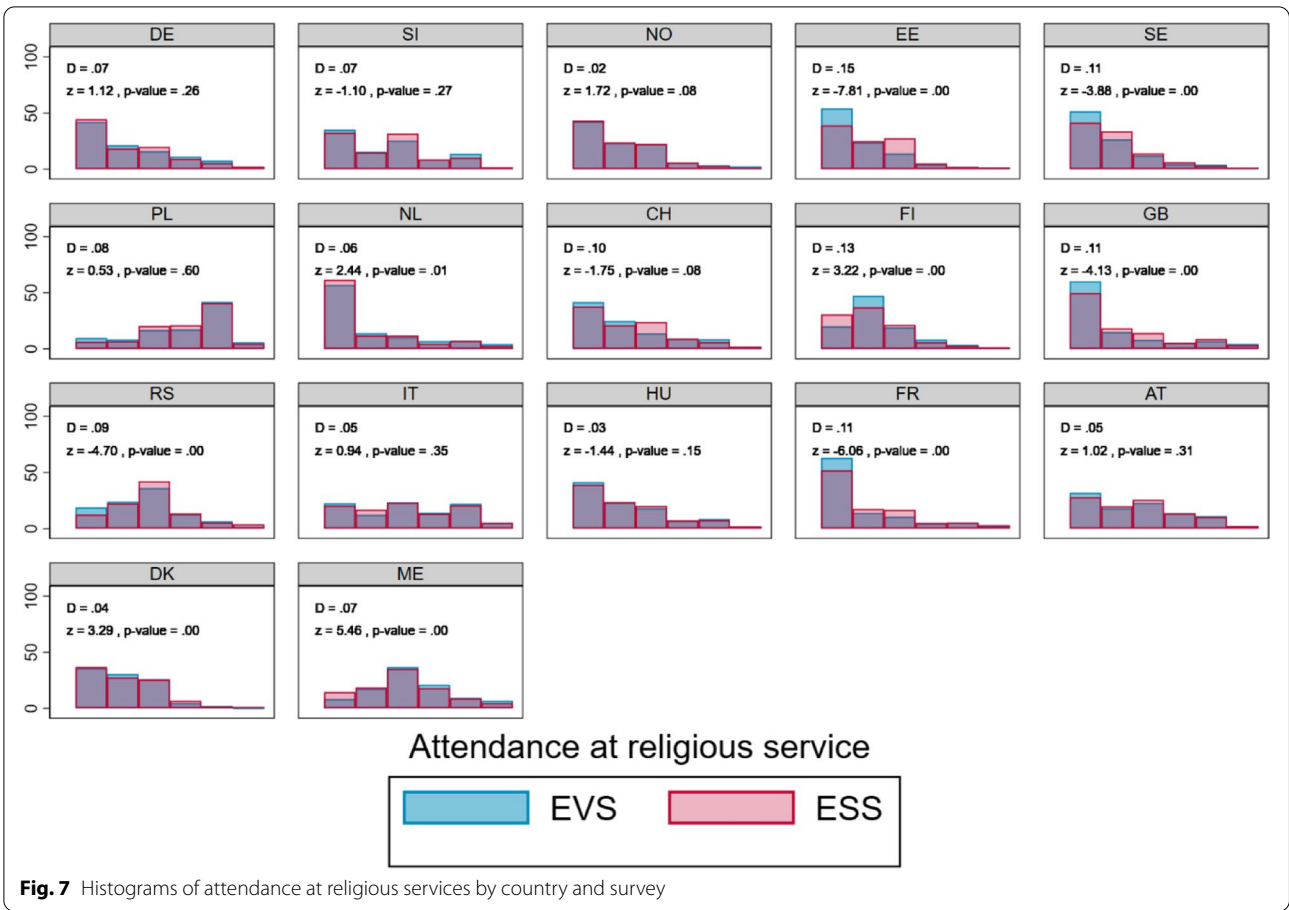 DE SI NO EE SE
100
50
0
D = .07 D = .07 D = .02 D = .15 D = .11
z = 1.12 , p-value = .26 z = -1.10 , p-value = .27 z = 1.72 , p-value = .08 z = -7.81 , p-value = .00 z = -3.88 , p-value = .00
PL NL CH FI GB
100
50
0
D = .08 D = .06 D = .10 D = .13 D = .11
z = 0.53 , p-value = .60 z = 2.44 , p-value = .01 z = -1.75 , p-value = .08 z = 3.22 , p-value = .00 z = -4.13 , p-value = .00
RS IT HU FR AT
100
50
0
D = .09 D = .05 D = .03 D = .11 D = .05
z = -4.70 , p-value = .00 z = 0.94 , p-value = .35 z = -1.44 , p-value = .15 z = -6.06 , p-value = .00 z = 1.02 , p-value = .31
DK ME
100
50
0
D = .04 D = .07
z = 3.29 , p-value = .00 z = 5.46 , p-value = .00
Attendance at religious service
EVS ESS
Fig. 7 Histograms of attendance at religious services by country and survey